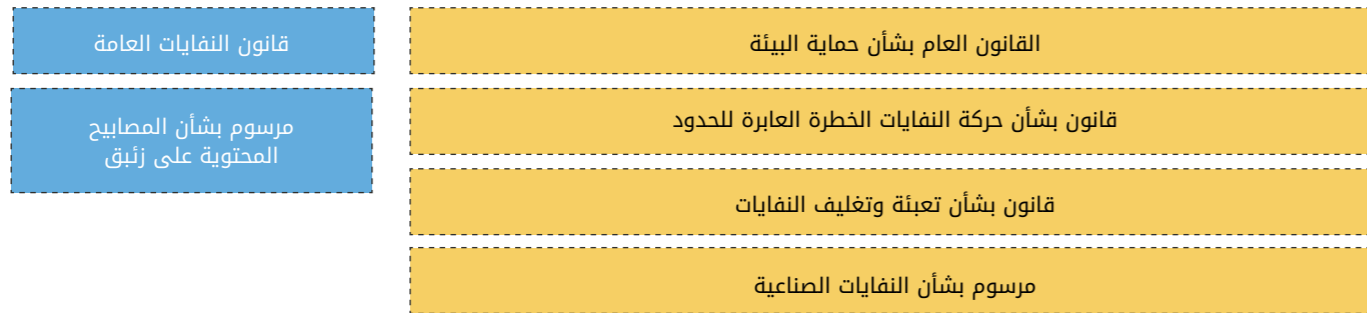 القانون العام بشأن حماية البيئة
قانون بشأن حركة النفايات الخطرة العابرة للحدود
قانون بشأن تعبئة وتغليف النفايات
مرسوم بشأن النفايات الصناعية
قانون النفايات العامة
مرسوم بشأن المصابيح
المحتوية على زئبق